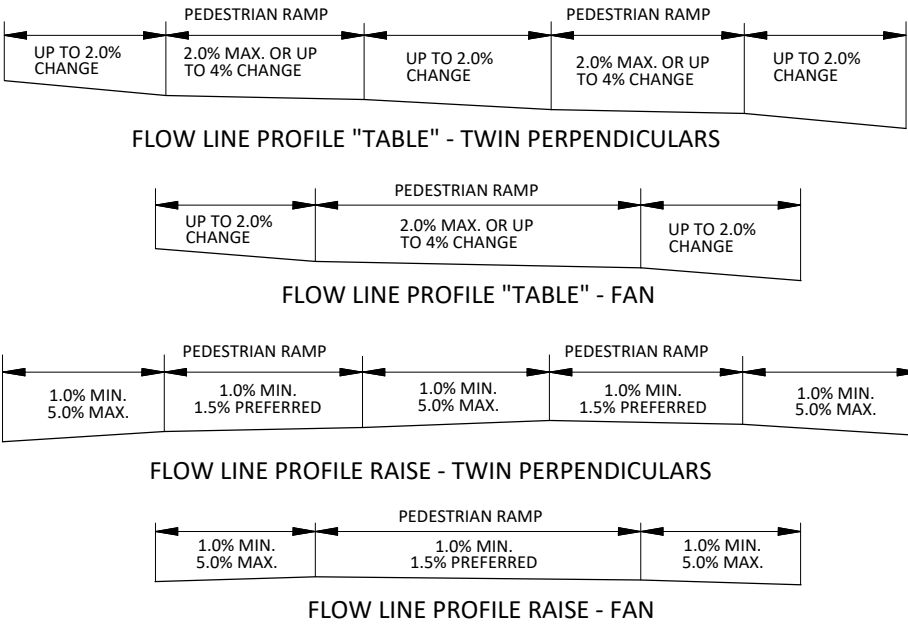 PEDESTRIAN RAMP
PEDESTRIAN RAMP
UP TO 2.0%
CHANGE
2.0% MAX. OR UP
TO 4% CHANGE
UP TO 2.0%
CHANGE
2.0% MAX. OR UP
TO 4% CHANGE
UP TO 2.0%
CHANGE
FLOW LINE PROFILE "TABLE" - TWIN PERPENDICULARS
PEDESTRIAN RAMP
UP TO 2.0%
CHANGE
2.0% MAX. OR UP
TO 4% CHANGE
UP TO 2.0%
CHANGE
FLOW LINE PROFILE "TABLE" - FAN
PEDESTRIAN RAMP
PEDESTRIAN RAMP
1.0% MIN.
5.0% MAX.
1.0% MIN.
1.5% PREFERRED
1.0% MIN.
5.0% MAX.
1.0% MIN.
1.5% PREFERRED
1.0% MIN.
5.0% MAX.
FLOW LINE PROFILE RAISE - TWIN PERPENDICULARS
PEDESTRIAN RAMP
1.0% MIN.
5.0% MAX.
1.0% MIN.
1.5% PREFERRED
1.0% MIN.
5.0% MAX.
FLOW LINE PROFILE RAISE - FAN